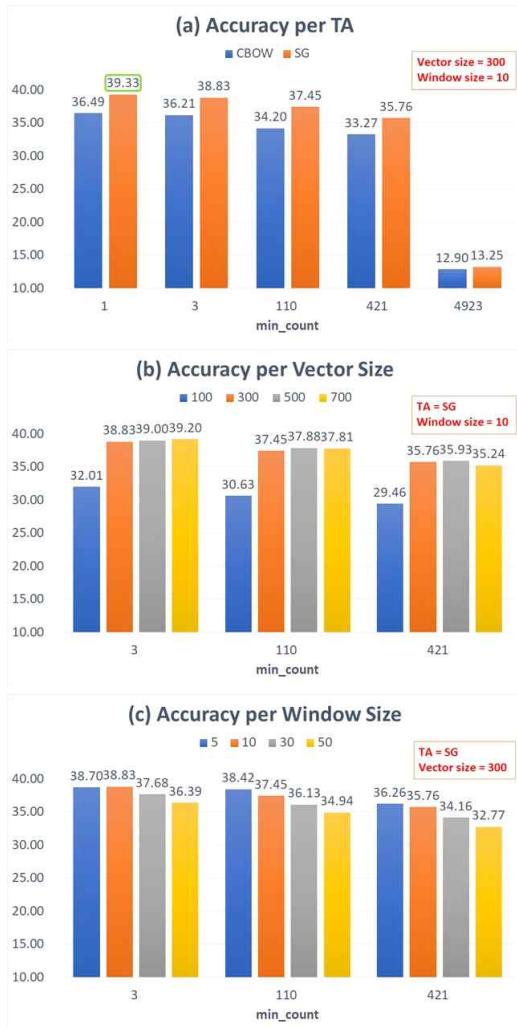 (a) Accuracy per TA
CBOW SG
Vector size = 300
Window size = 10
40.00
35.00
30.00
25.00
20.00
15.00
10.00
36.49 39.33 36.21 38.83 34.20 37.45 33.27 35.76 12.90 13.25
1 3 110 421 4923
min_count
(b) Accuracy per Vector Size
100 300 500 700
TA = SG
Window size = 10
40.00
35.00
30.00
25.00
20.00
15.00
10.00
32.01 38.83 39.00 39.20 30.63 37.45 37.88 37.81 29.46 35.76 35.93 35.24
3 110 421
min_count
(c) Accuracy per Window Size
5 10 30 50
TA = SG
Vector size = 300
40.00
35.00
30.00
25.00
20.00
15.00
10.00
38.70 38.83 37.68 36.39 38.42 37.45 36.13 34.94 36.26 35.76 34.16 32.77
3 110 421
min_count